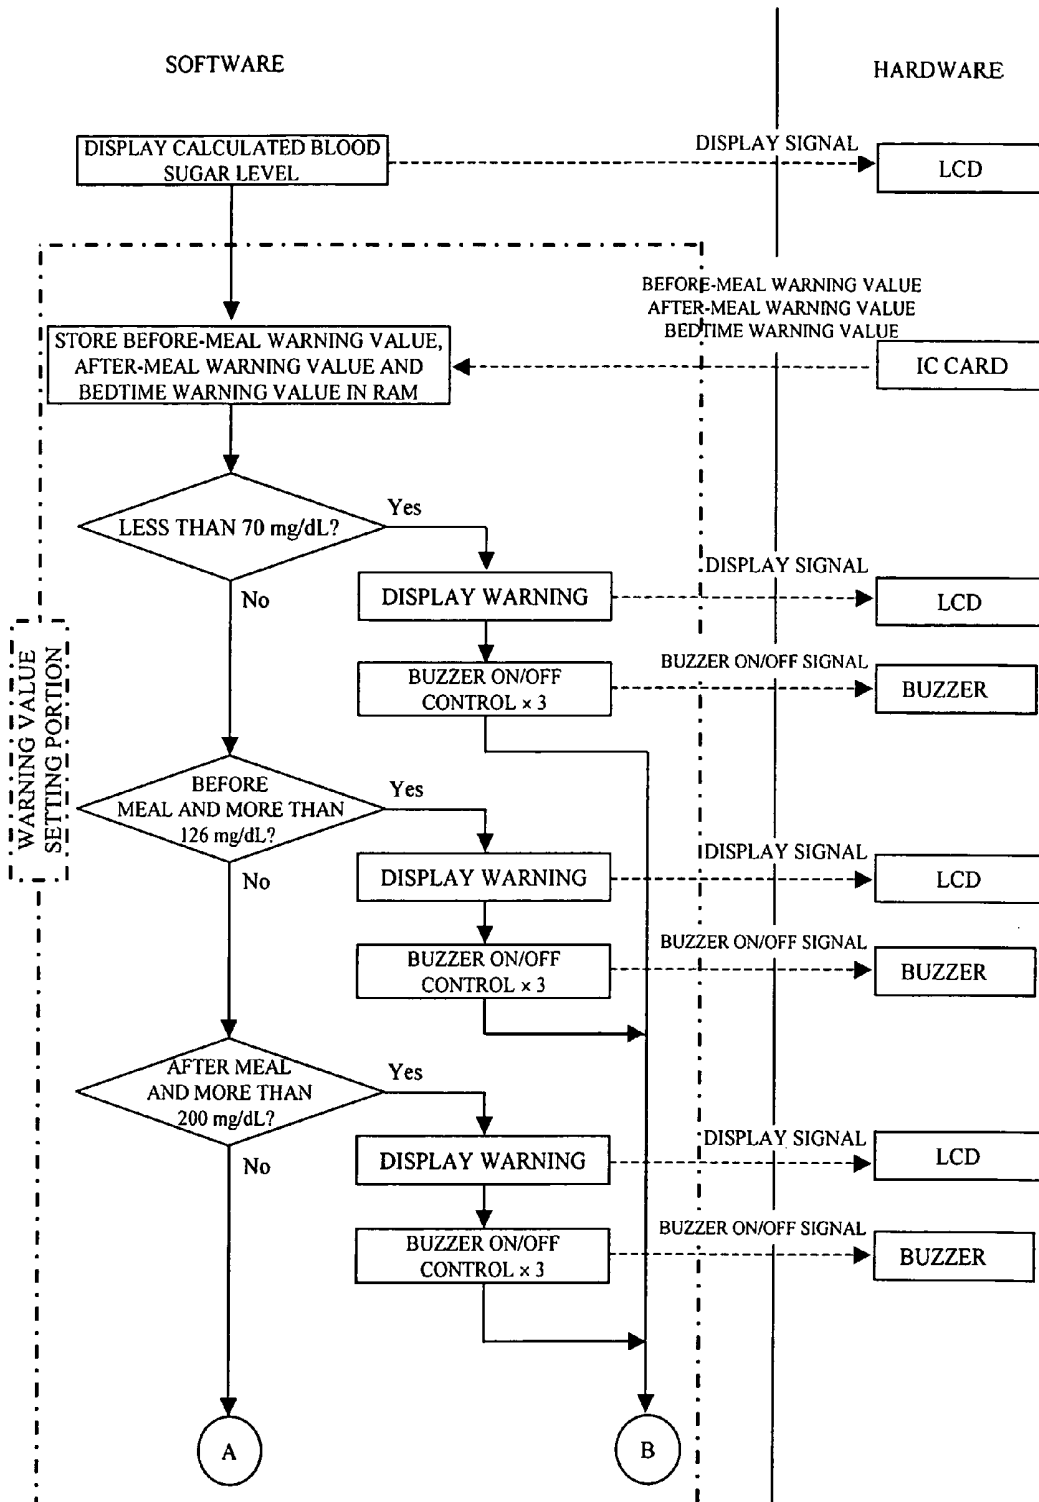 SOFTWARE
HARDWARE
DISPLAY CALCULATED BLOOD
SUGAR LEVEL
DISPLAY SIGNAL
LCD
BEFORE-MEAL WARNING VALUE
AFTER-MEAL WARNING VALUE
BEDTIME WARNING VALUE
STORE BEFORE-MEAL WARNING VALUE,
AFTER-MEAL WARNING VALUE AND
BEDTIME WARNING VALUE IN RAM
IC CARD
LESS THAN 70 mg/dL?
Yes
No
DISPLAY WARNING
DISPLAY SIGNAL
LCD
BUZZER ON/OFF
CONTROL × 3
BUZZER ON/OFF SIGNAL
BUZZER
WARNING VALUE
SETTING PORTION
BEFORE
MEAL AND MORE THAN
126 mg/dL?
Yes
No
DISPLAY WARNING
DISPLAY SIGNAL
LCD
BUZZER ON/OFF
CONTROL × 3
BUZZER ON/OFF SIGNAL
BUZZER
AFTER MEAL
AND MORE THAN
200 mg/dL?
Yes
No
DISPLAY WARNING
DISPLAY SIGNAL
LCD
BUZZER ON/OFF
CONTROL × 3
BUZZER ON/OFF SIGNAL
BUZZER
A
B